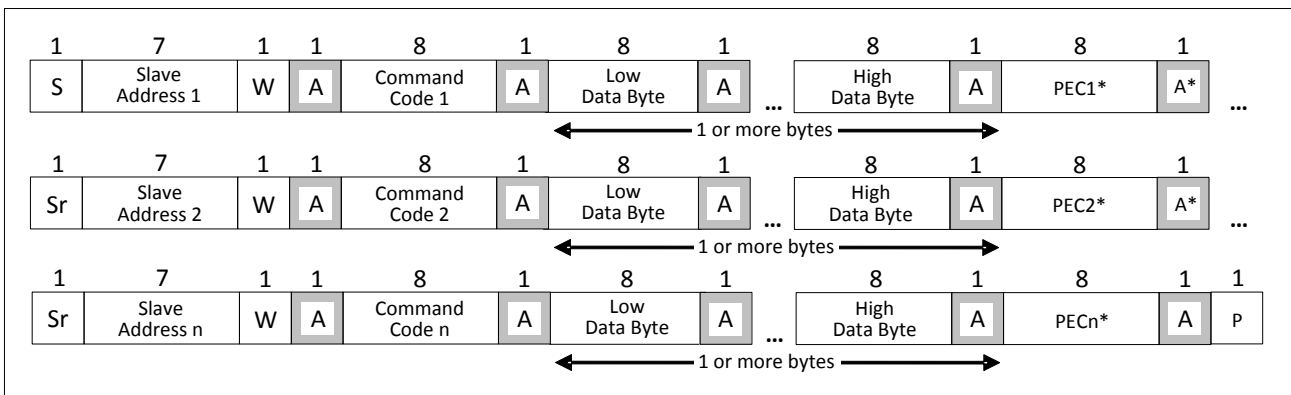 1 7 1 1 8 1 8 1 8 1 8 1
S Slave Address 1 W A Command Code 1 A Low Data Byte A ... High Data Byte A PEC1* A* ...
1 or more bytes
1 7 1 1 8 1 8 1 8 1 8 1
Sr Slave Address 2 W A Command Code 2 A Low Data Byte A ... High Data Byte A PEC2* A* ...
1 or more bytes
1 7 1 1 8 1 8 1 8 1 8 1 1
Sr Slave Address n W A Command Code n A Low Data Byte A ... High Data Byte A PECn* A P
1 or more bytes